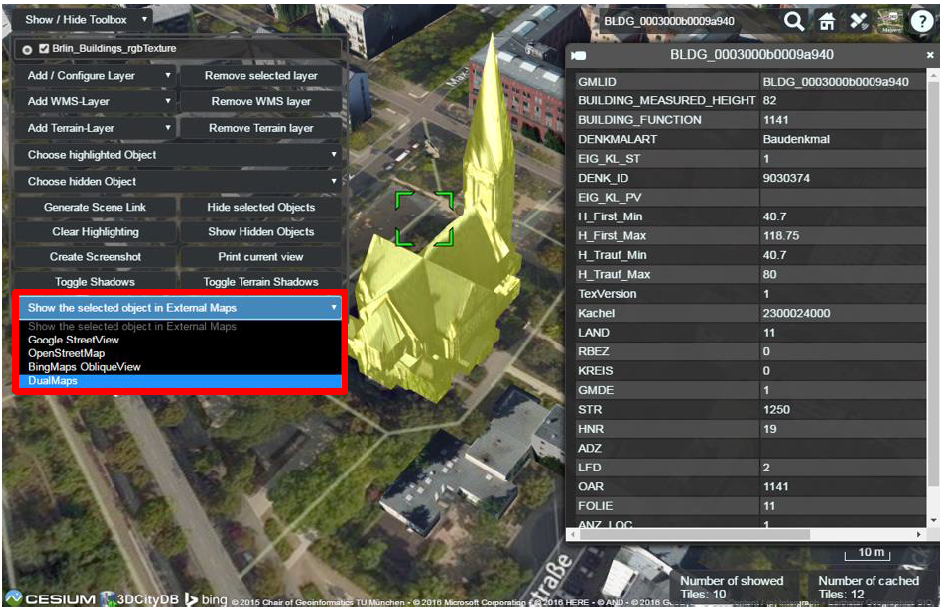 Show / Hide Toolbox
BLDG_0003000b0009a940
Brlin_Buildings_rgbTexture
Add / Configure Layer
Remove selected layer
Add WMS-Layer
Remove WMS layer
Add Terrain-Layer
Remove Terrain layer
Choose highlighted Object
Choose hidden Object
Generate Scene Link
Hide selected Objects
Clear Highlighting
Show Hidden Objects
Create Screenshot
Print current view
Toggle Shadows
Toggle Terrain Shadows
Show the selected object in External Maps
Show the selected object in External Maps
Google StreetView
OpenStreetMap
BingMaps ObliqueView
DualMaps
BLDG_0003000b0009a940
GMLID BLDG_0003000b0009a940
BUILDING_MEASURED_HEIGHT 82
BUILDING_FUNCTION 1141
DENKMALART Baudenkmal
EIG_KL_ST 1
DENK_ID 9030374
EIG_KL_PV
H_First_Min 40.7
H_First_Max 118.75
H_Trauf_Min 40.7
H_Trauf_Max 80
TexVersion 1
Kachel 2300024000
LAND 11
RBEZ 0
KREIS 0
GMDE 1
STR 1250
HNR 19
ADZ
LFD 2
OAR 1141
FOLIE 11
ANZ_LOC 1
10 m
straße
Number of showed
Tiles: 10
Number of cached
Tiles: 12
CESIUM 3DCityDB bing © 2015 Chair of Geoinformatics TU München - © 2016 Microsoft Corporation - © 2016 HERE - © AND - © 2016